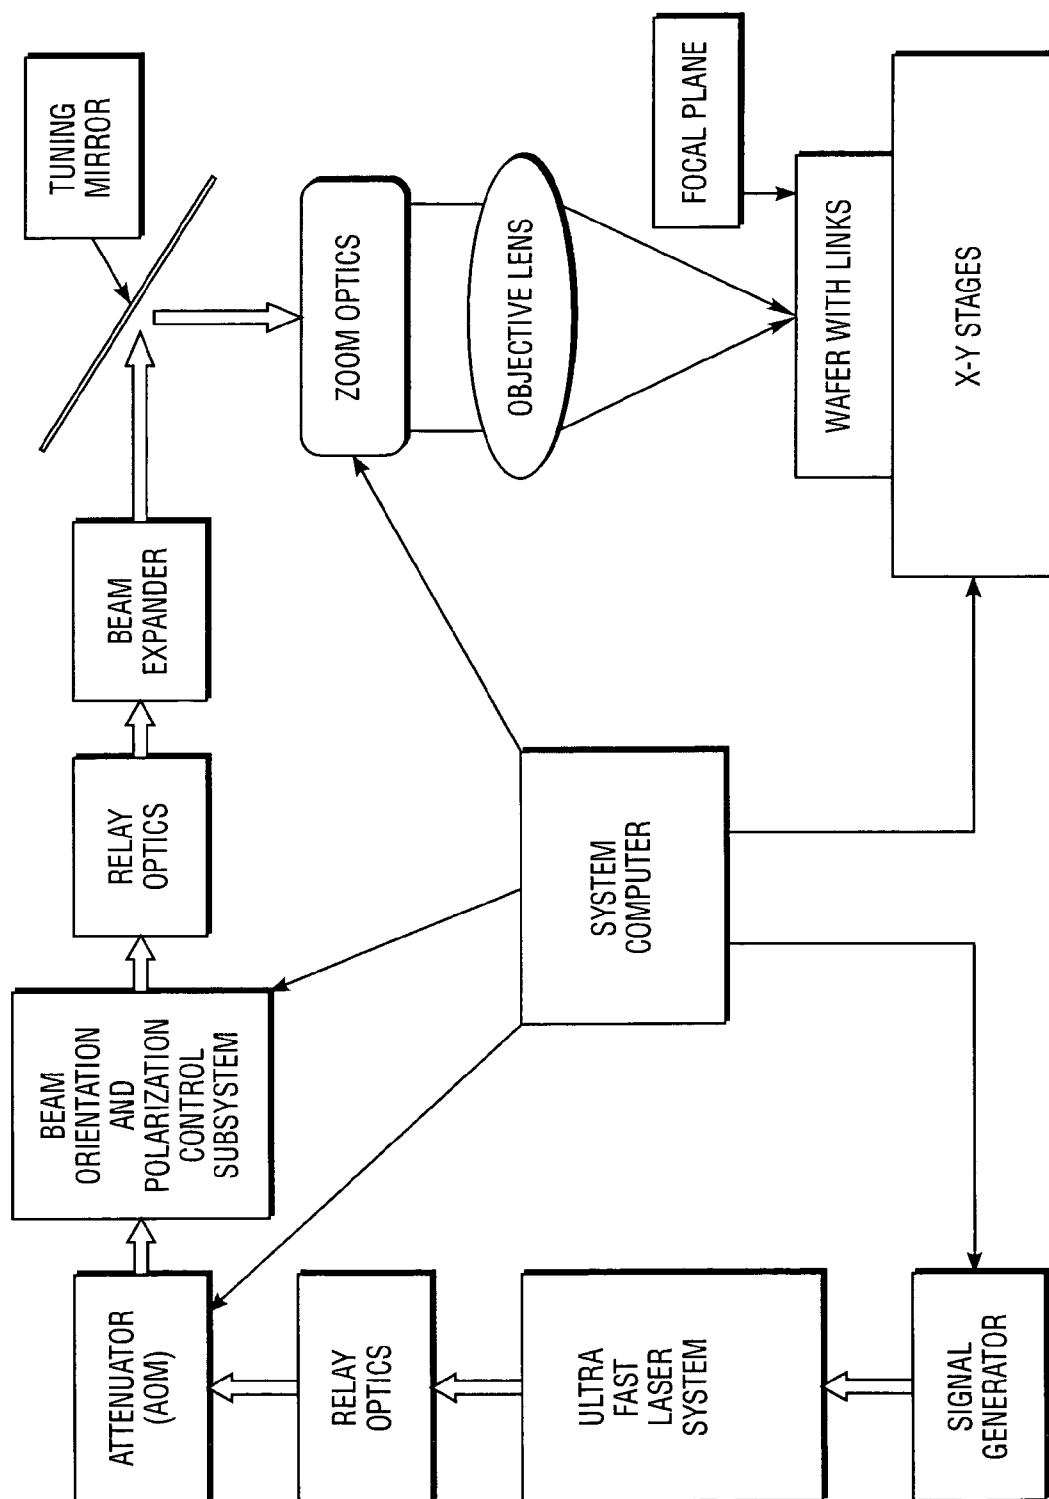 TUNING
MIRROR
FOCAL PLANE
ZOOM OPTICS
OBJECTIVE LENS
WAFER WITH LINKS
X-Y STAGES
BEAM
EXPANDER
RELAY
OPTICS
BEAM
ORIENTATION
AND
POLARIZATION
CONTROL
SUBSYSTEM
SYSTEM
COMPUTER
ATTENUATOR
(AOM)
RELAY
OPTICS
ULTRA
FAST
LASER
SYSTEM
SIGNAL
GENERATOR